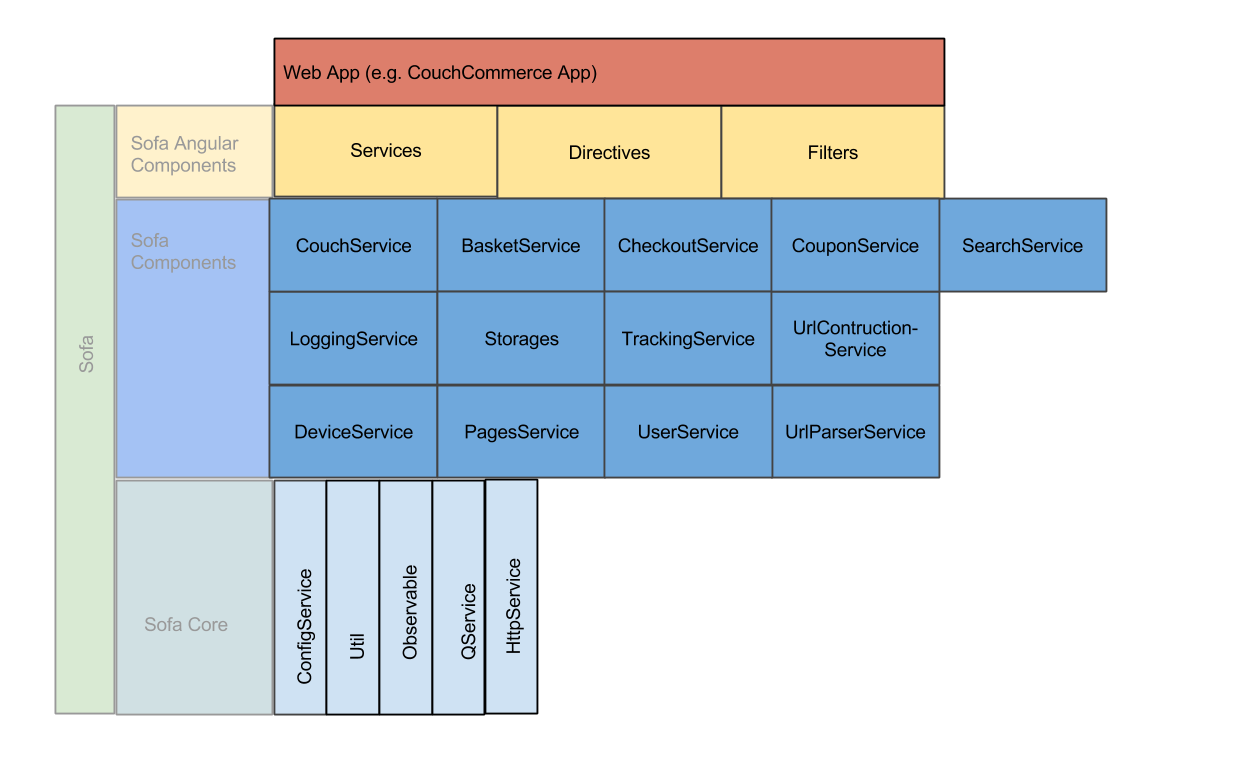 Web App (e.g. CouchCommerce App)
Sofa Angular
Components
Services
Directives
Filters
Sofa
Components
CouchService
BasketService
CheckoutService
CouponService
SearchService
LoggingService
Storages
TrackingService
UrlContruction-
Service
DeviceService
PagesService
UserService
UrlParserService
Sofa
Sofa Core
ConfigService
Util
Observable
QService
HttpService